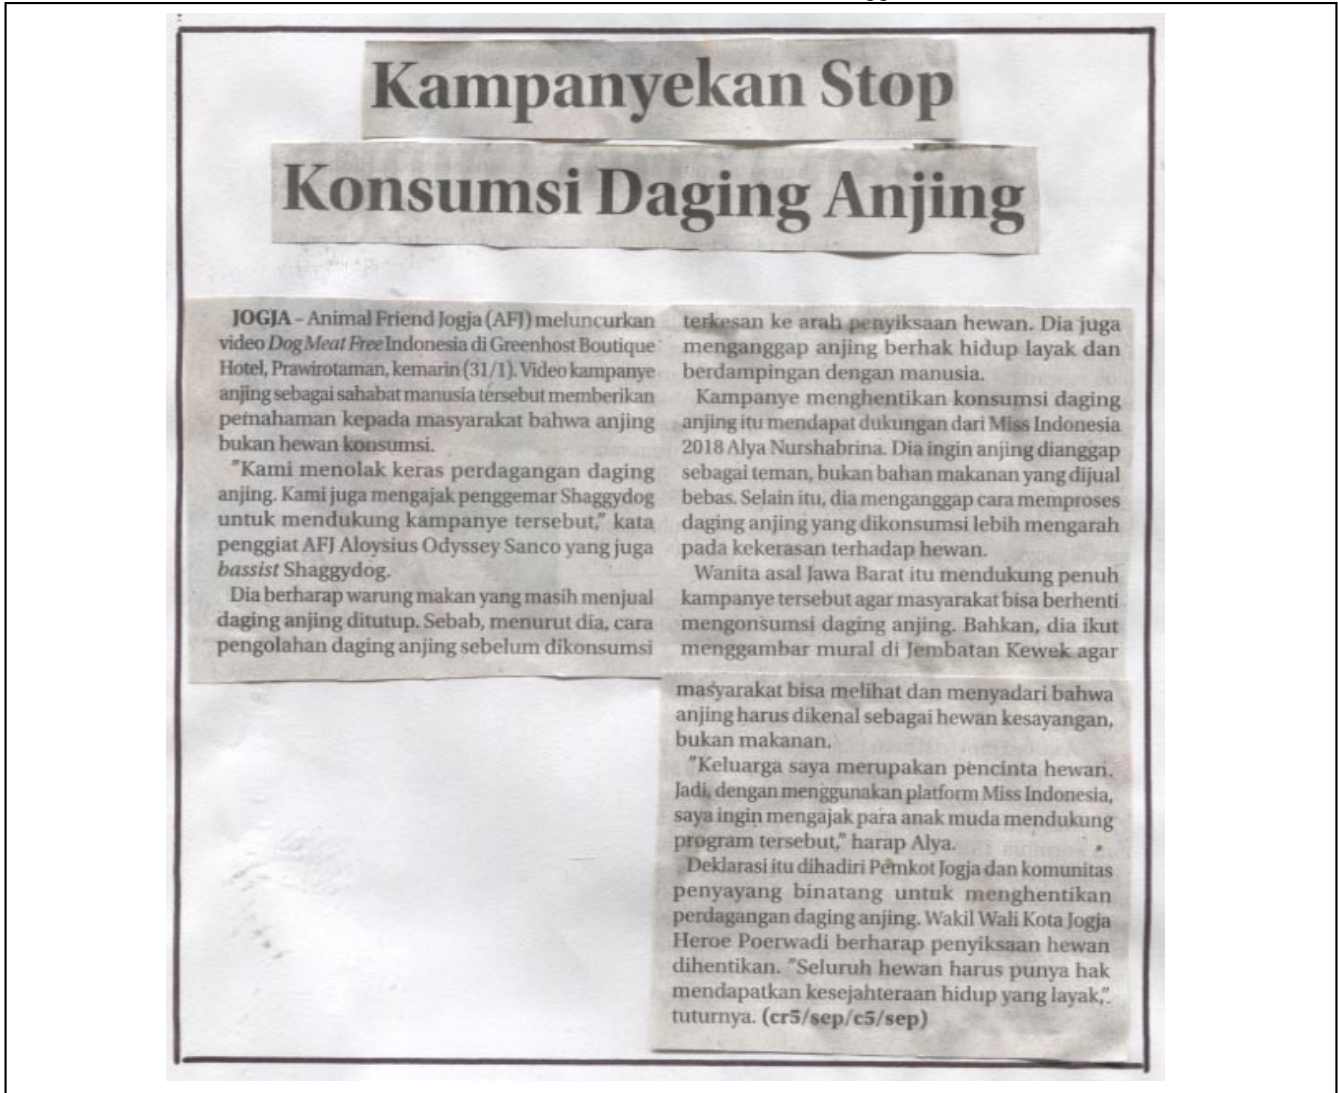 Kampanyekan Stop
Konsumsi Daging Anjing
JOGJA – Animal Friend Jogja (AFJ) meluncurkan
video Dog Meat Free Indonesia di Greenhost Boutique
Hotel, Prawirotaman, kemarin (31/1). Video kampanye
anjing sebagai sahabat manusia tersebut memberikan
pemahaman kepada masyarakat bahwa anjing
bukan hewan konsumsi.
"Kami menolak keras perdagangan daging
anjing. Kami juga mengajak penggemar Shaggydog
untuk mendukung kampanye tersebut," kata
penggiat AFJ Aloysius Odyssey Sanco yang juga
bassist Shaggydog.
Dia berharap warung makan yang masih menjual
daging anjing ditutup. Sebab, menurut dia, cara
pengolahan daging anjing sebelum dikonsumsi
terkesan ke arah penyiksaan hewan. Dia juga
menganggap anjing berhak hidup layak dan
berdampingan dengan manusia.
Kampanye menghentikan konsumsi daging
anjing itu mendapat dukungan dari Miss Indonesia
2018 Alya Nurshabrina. Dia ingin anjing dianggap
sebagai teman, bukan bahan makanan yang dijual
bebas. Selain itu, dia menganggap cara memproses
daging anjing yang dikonsumsi lebih mengarah
pada kekerasan terhadap hewan.
Wanita asal Jawa Barat itu mendukung penuh
kampanye tersebut agar masyarakat bisa berhenti
mengonsumsi daging anjing. Bahkan, dia ikut
menggambar mural di Jembatan Kewek agar
masyarakat bisa melihat dan menyadari bahwa
anjing harus dikenal sebagai hewan kesayangan,
bukan makanan.
"Keluarga saya merupakan pencinta hewan.
Jadi, dengan menggunakan platform Miss Indonesia,
saya ingin mengajak para anak muda mendukung
program tersebut," harap Alya.
Deklarasi itu dihadiri Pemkot Jogja dan komunitas
penyayang binatang untuk menghentikan
perdagangan daging anjing. Wakil Wali Kota Jogja
Heroe Poerwadi berharap penyiksaan hewan
dihentikan. "Seluruh hewan harus punya hak
mendapatkan kesejahteraan hidup yang layak,"
tuturnya. (cr5/sep/c5/sep)